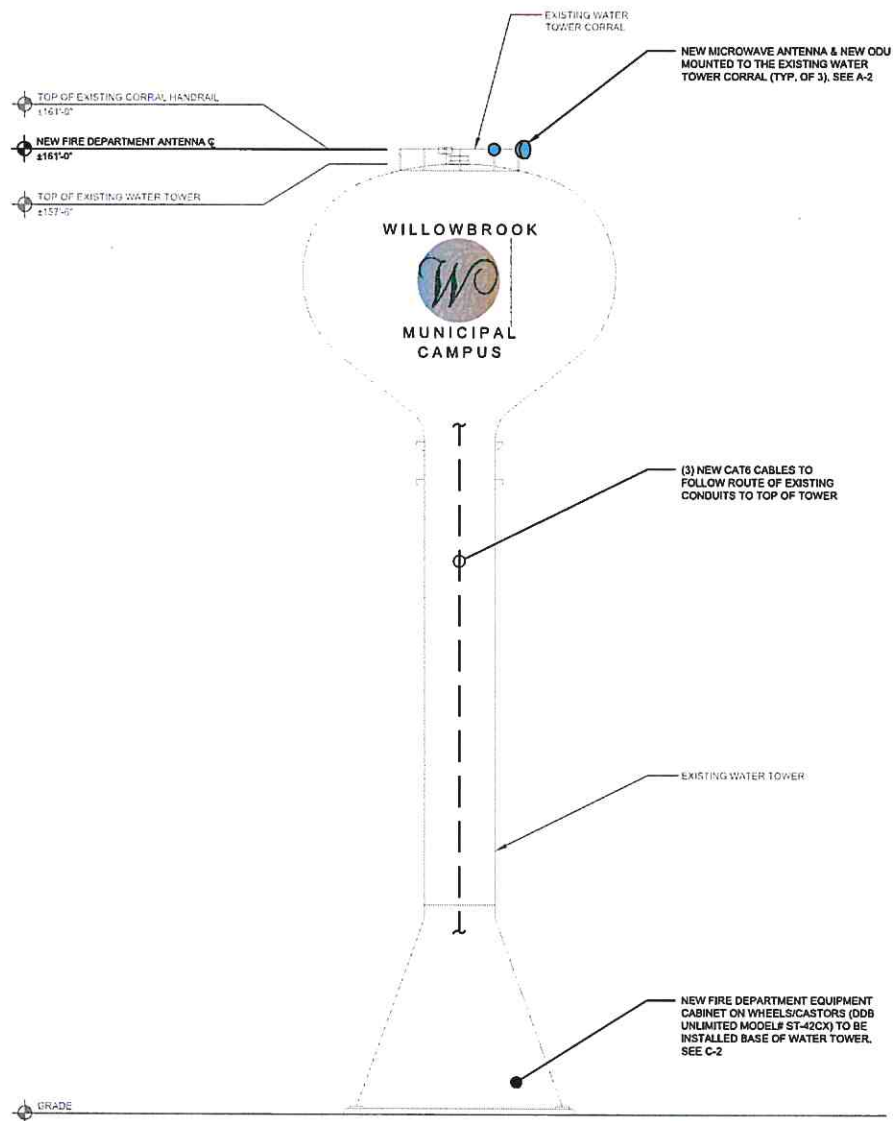 EXISTING WATER
TOWER CORRAL
NEW MICROWAVE ANTENNA & NEW ODU
MOUNTED TO THE EXISTING WATER
TOWER CORRAL (TYP. OF 3), SEE A-2
TOP OF EXISTING CORRAL HANDRAIL
±161'-0"
NEW FIRE DEPARTMENT ANTENNA ℄
±161'-0"
TOP OF EXISTING WATER TOWER
±157'-6"
WILLOWBROOK
W
MUNICIPAL
CAMPUS
(3) NEW CAT6 CABLES TO
FOLLOW ROUTE OF EXISTING
CONDUITS TO TOP OF TOWER
EXISTING WATER TOWER
NEW FIRE DEPARTMENT EQUIPMENT
CABINET ON WHEELS/CASTORS (DDB
UNLIMITED MODEL# ST-42CX) TO BE
INSTALLED BASE OF WATER TOWER.
SEE C-2
GRADE